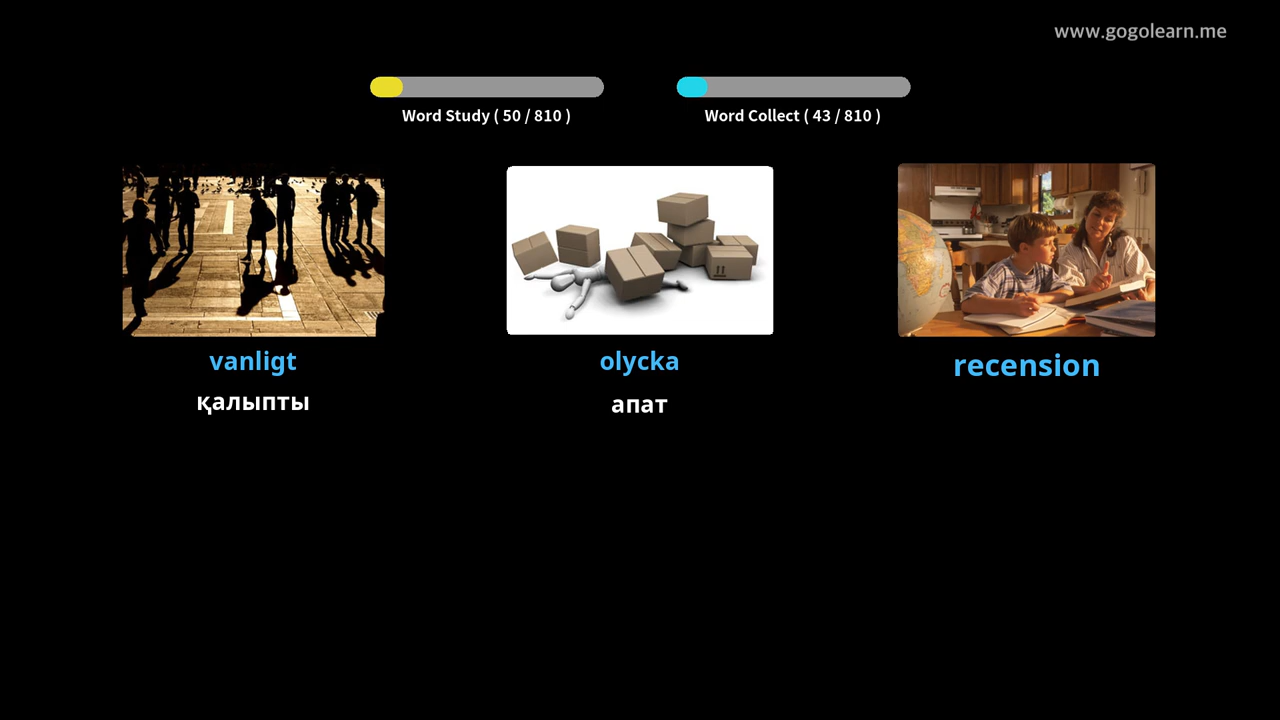 www.gogolearn.me
Word Study ( 50 / 810 )
Word Collect ( 43 / 810 )
vanligt
қалыпты
olycka
апат
recension